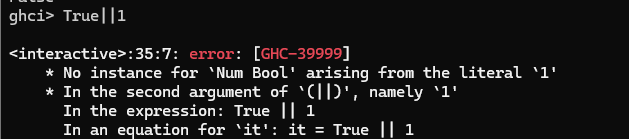 ghci> True||1
<interactive>:35:7: error: [GHC-39999]
* No instance for `Num Bool' arising from the literal `1'
* In the second argument of `(||)', namely `1'
In the expression: True || 1
In an equation for `it': it = True || 1